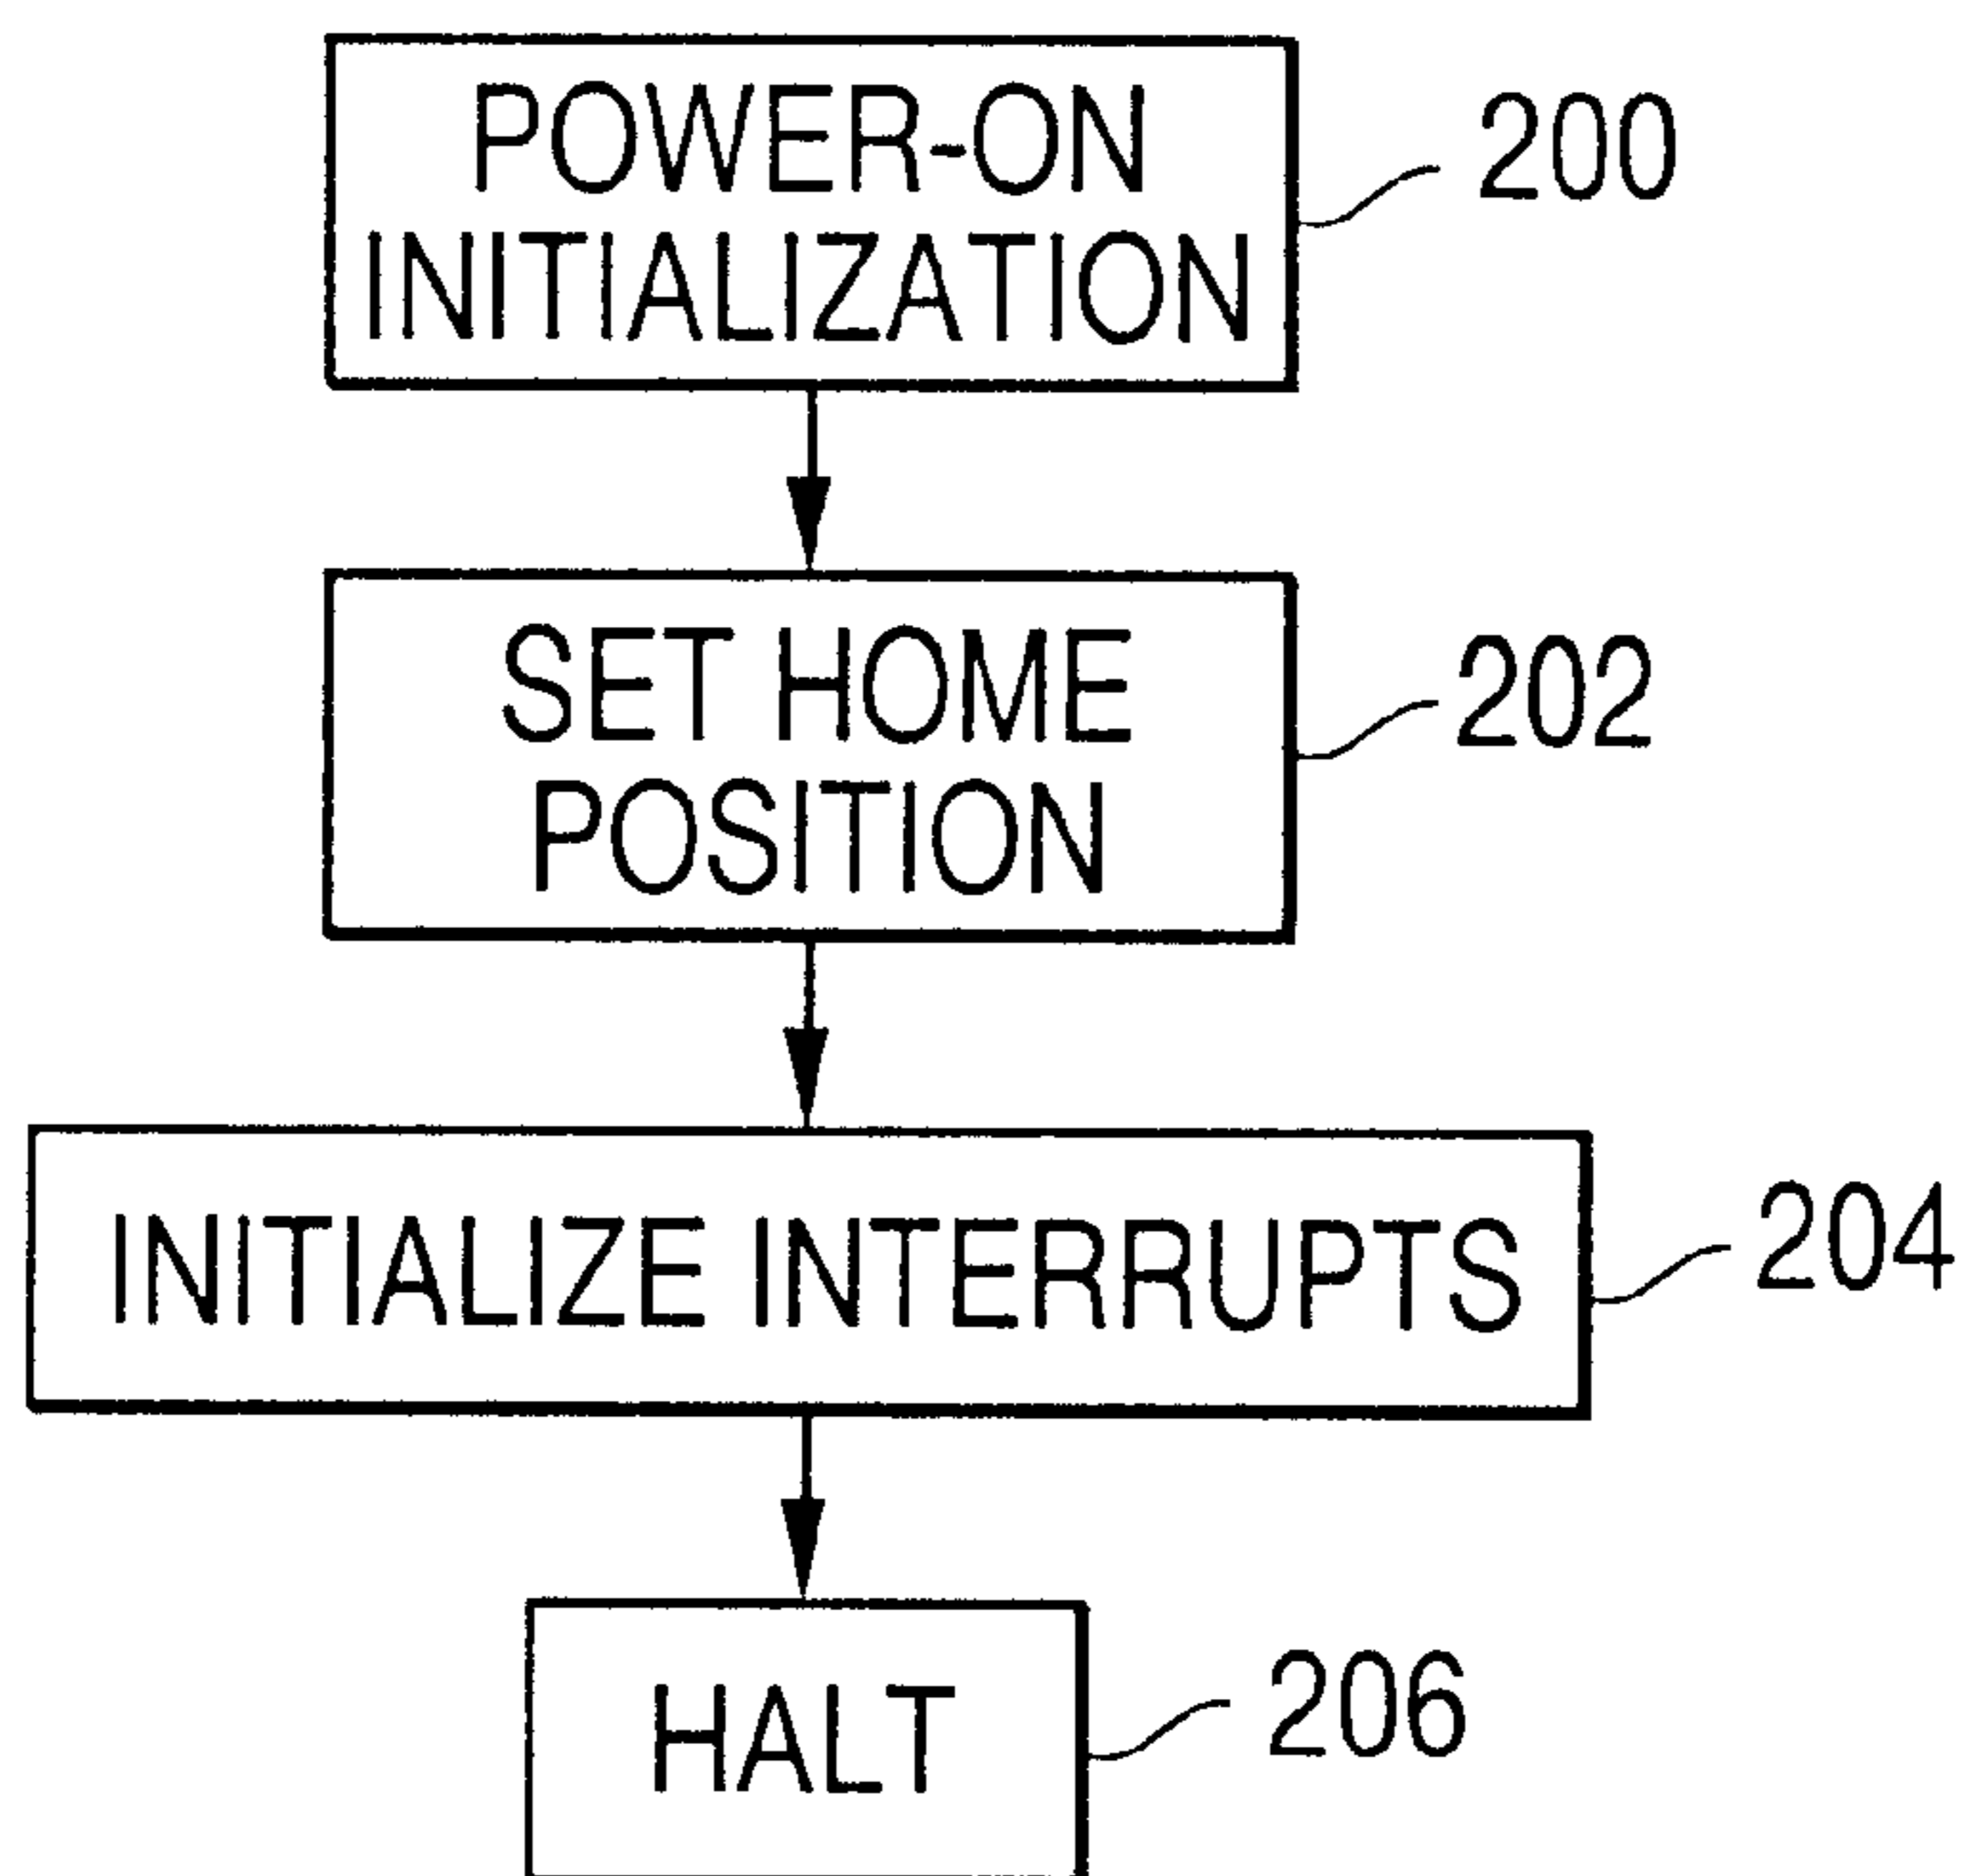 POWER-ON
INITIALIZATION
200
SET HOME
POSITION
202
INITIALIZE INTERRUPTS
204
HALT
206